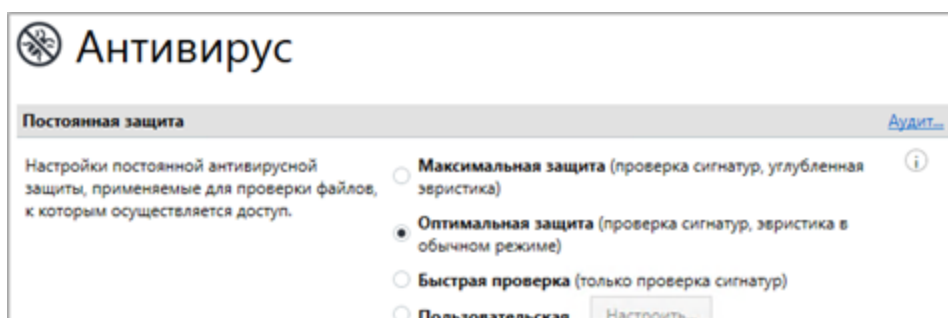 Антивирус
Постоянная защита
Аудит...
Настройки постоянной антивирусной
защиты, применяемые для проверки файлов,
к которым осуществляется доступ.
Максимальная защита (проверка сигнатур, углубленная
эвристика)
Оптимальная защита (проверка сигнатур, эвристика в
обычном режиме)
Быстрая проверка (только проверка сигнатур)
Пользовательская
Настроить...